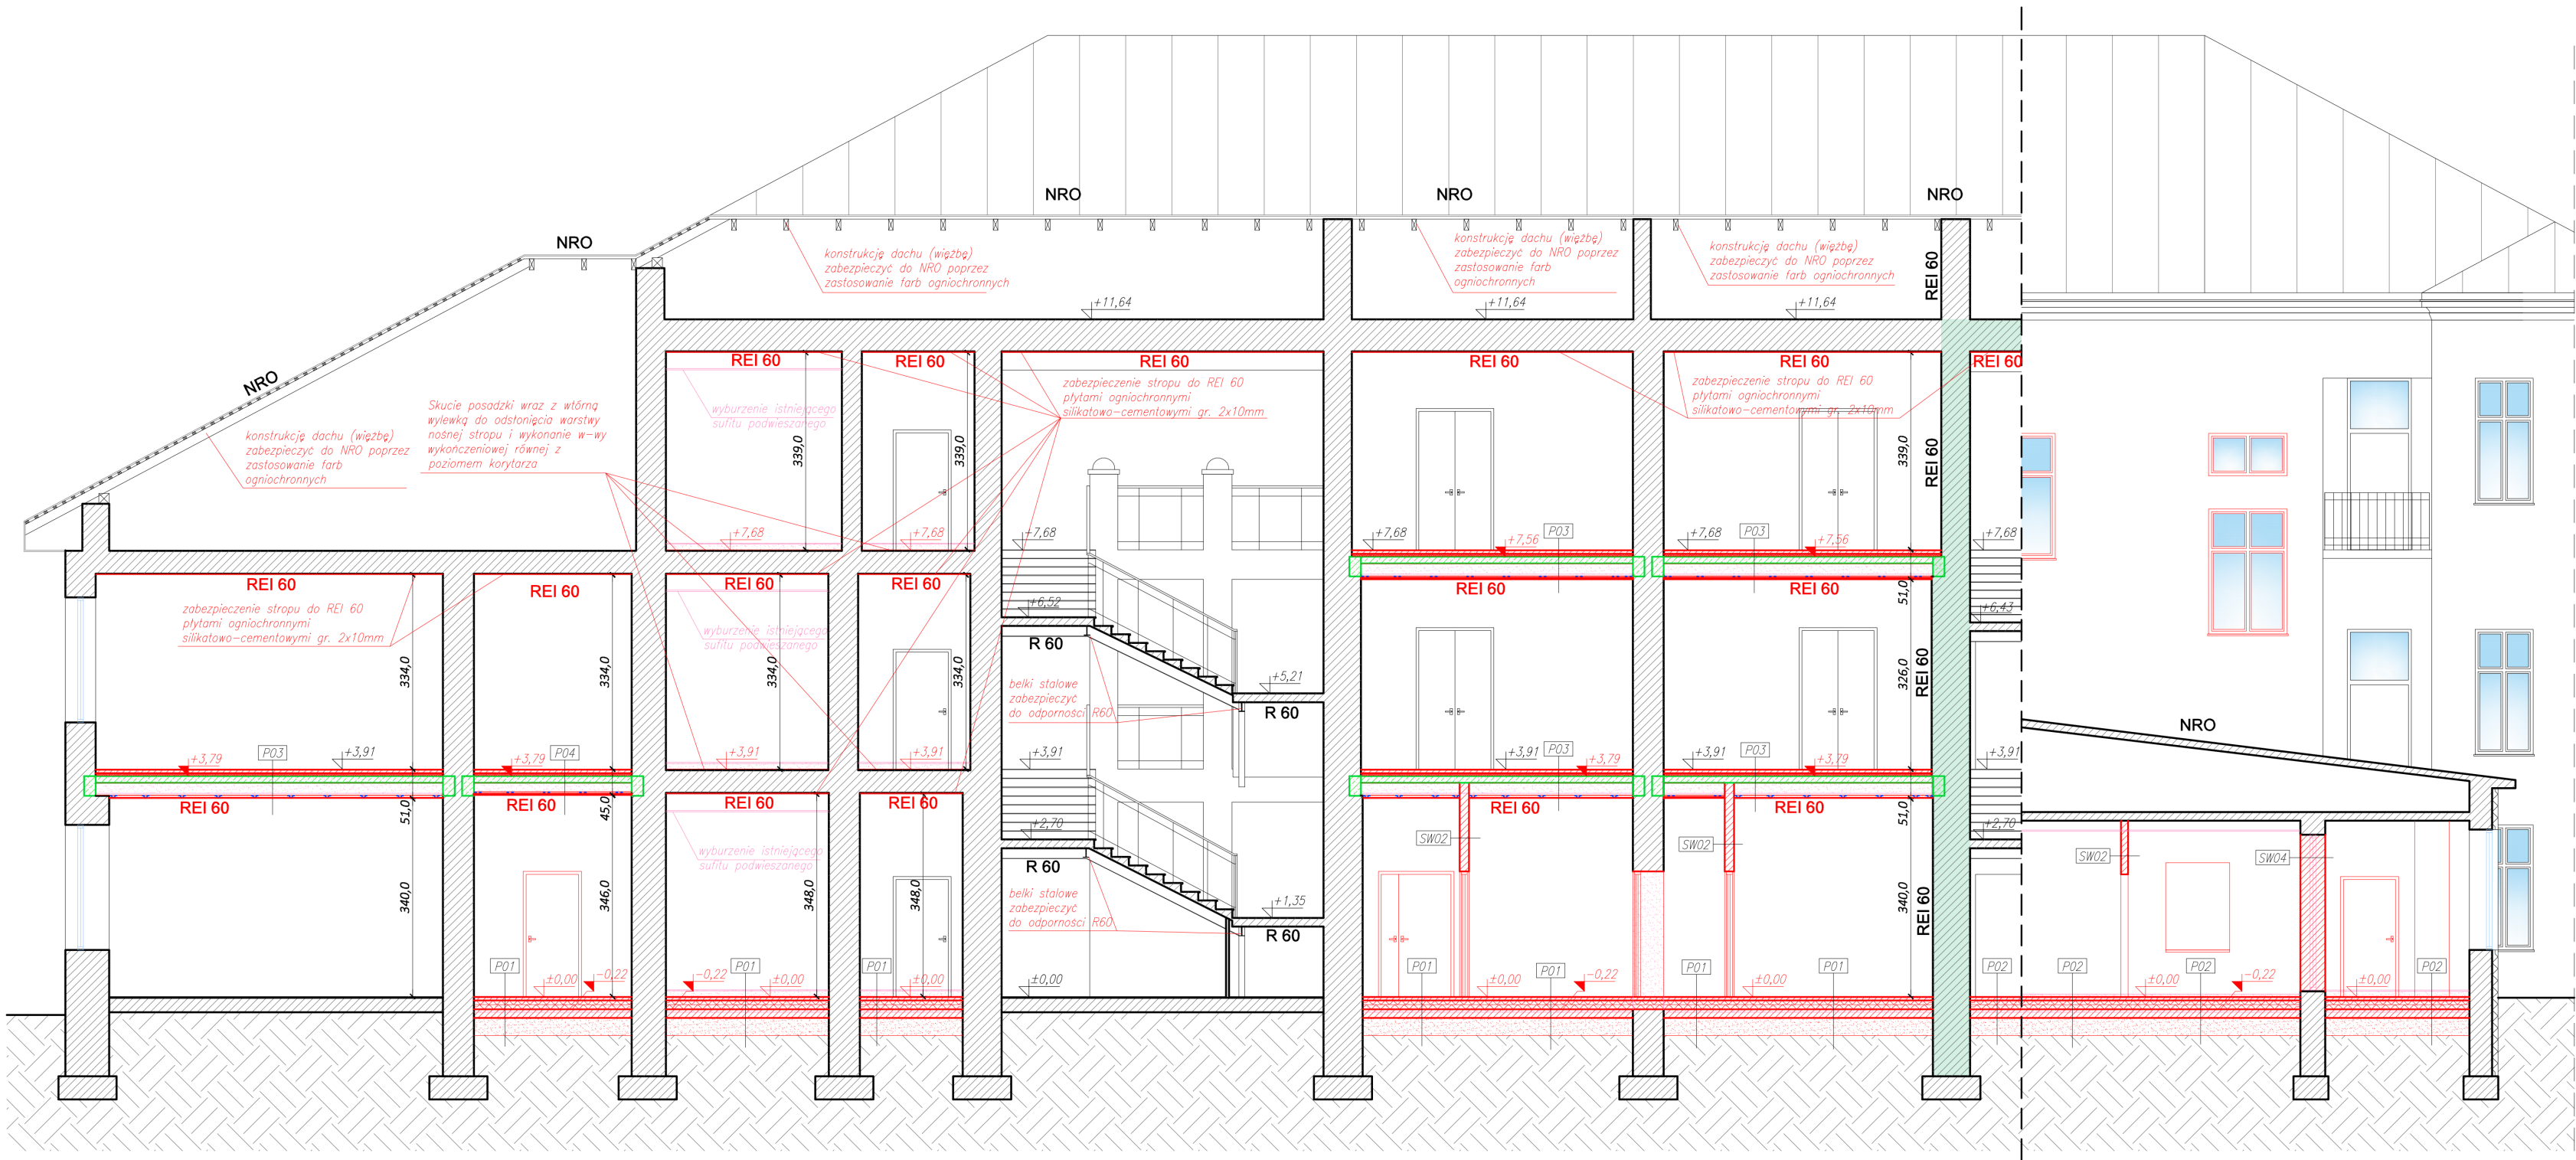 NRO
NRO
NRO
NRO
NRO
konstrukcję dachu (więźbę)
zabezpieczyć do NRO poprzez
zastosowanie farb ogniochronnych
konstrukcję dachu (więźbę)
zabezpieczyć do NRO poprzez
zastosowanie farb
ogniochronnych
konstrukcję dachu (więźbę)
zabezpieczyć do NRO poprzez
zastosowanie farb ogniochronnych
REI 60
+11,64
+11,64
+11,64
REI 60
REI 60
REI 60
REI 60
REI 60
REI 60
konstrukcję dachu (więźbę)
zabezpieczyć do NRO poprzez
zastosowanie farb
ogniochronnych
Skucie posadzki wraz z wtórną
wylewką do odsłonięcia warstwy
nośnej stropu i wykonanie w-wy
wykończeniowej równej z
poziomem korytarza
wyburzenie istniejącego
sufitu podwieszanego
339,0
339,0
zabezpieczenie stropu do REI 60
płytami ogniochronnymi
silikatowo-cementowymi gr. 2x10mm
zabezpieczenie stropu do REI 60
płytami ogniochronnymi
silikatowo-cementowymi gr. 2x10mm
339,0
REI 60
+7,68
+7,68
+7,68
+7,68
+7,56
P03
+7,68
P03
+7,56
+7,68
REI 60
REI 60
REI 60
REI 60
REI 60
REI 60
51,0
zabezpieczenie stropu do REI 60
płytami ogniochronnymi
silikatowo-cementowymi gr. 2x10mm
wyburzenie istniejącego
sufitu podwieszanego
334,0
334,0
334,0
334,0
+6,52
R 60
+6,43
326,0
REI 60
belki stalowe
zabezpieczyć
do odporności R60
+5,21
R 60
NRO
+3,79
P03
+3,91
+3,79
P04
+3,91
+3,91
+3,91
+3,91
P03
+3,79
+3,91
P03
+3,79
+3,91
REI 60
REI 60
REI 60
REI 60
REI 60
REI 60
51,0
45,0
51,0
wyburzenie istniejącego
sufitu podwieszanego
+2,70
R 60
SW02
SW02
+2,70
SW02
SW04
340,0
346,0
348,0
348,0
belki stalowe
zabezpieczyć
do odporności R60
+1,35
R 60
340,0
REI 60
P01
±0,00
-0,22
-0,22
P01
±0,00
P01
±0,00
±0,00
P01
±0,00
P01
-0,22
P01
±0,00
P01
P02
P02
±0,00
P02
-0,22
±0,00
P02